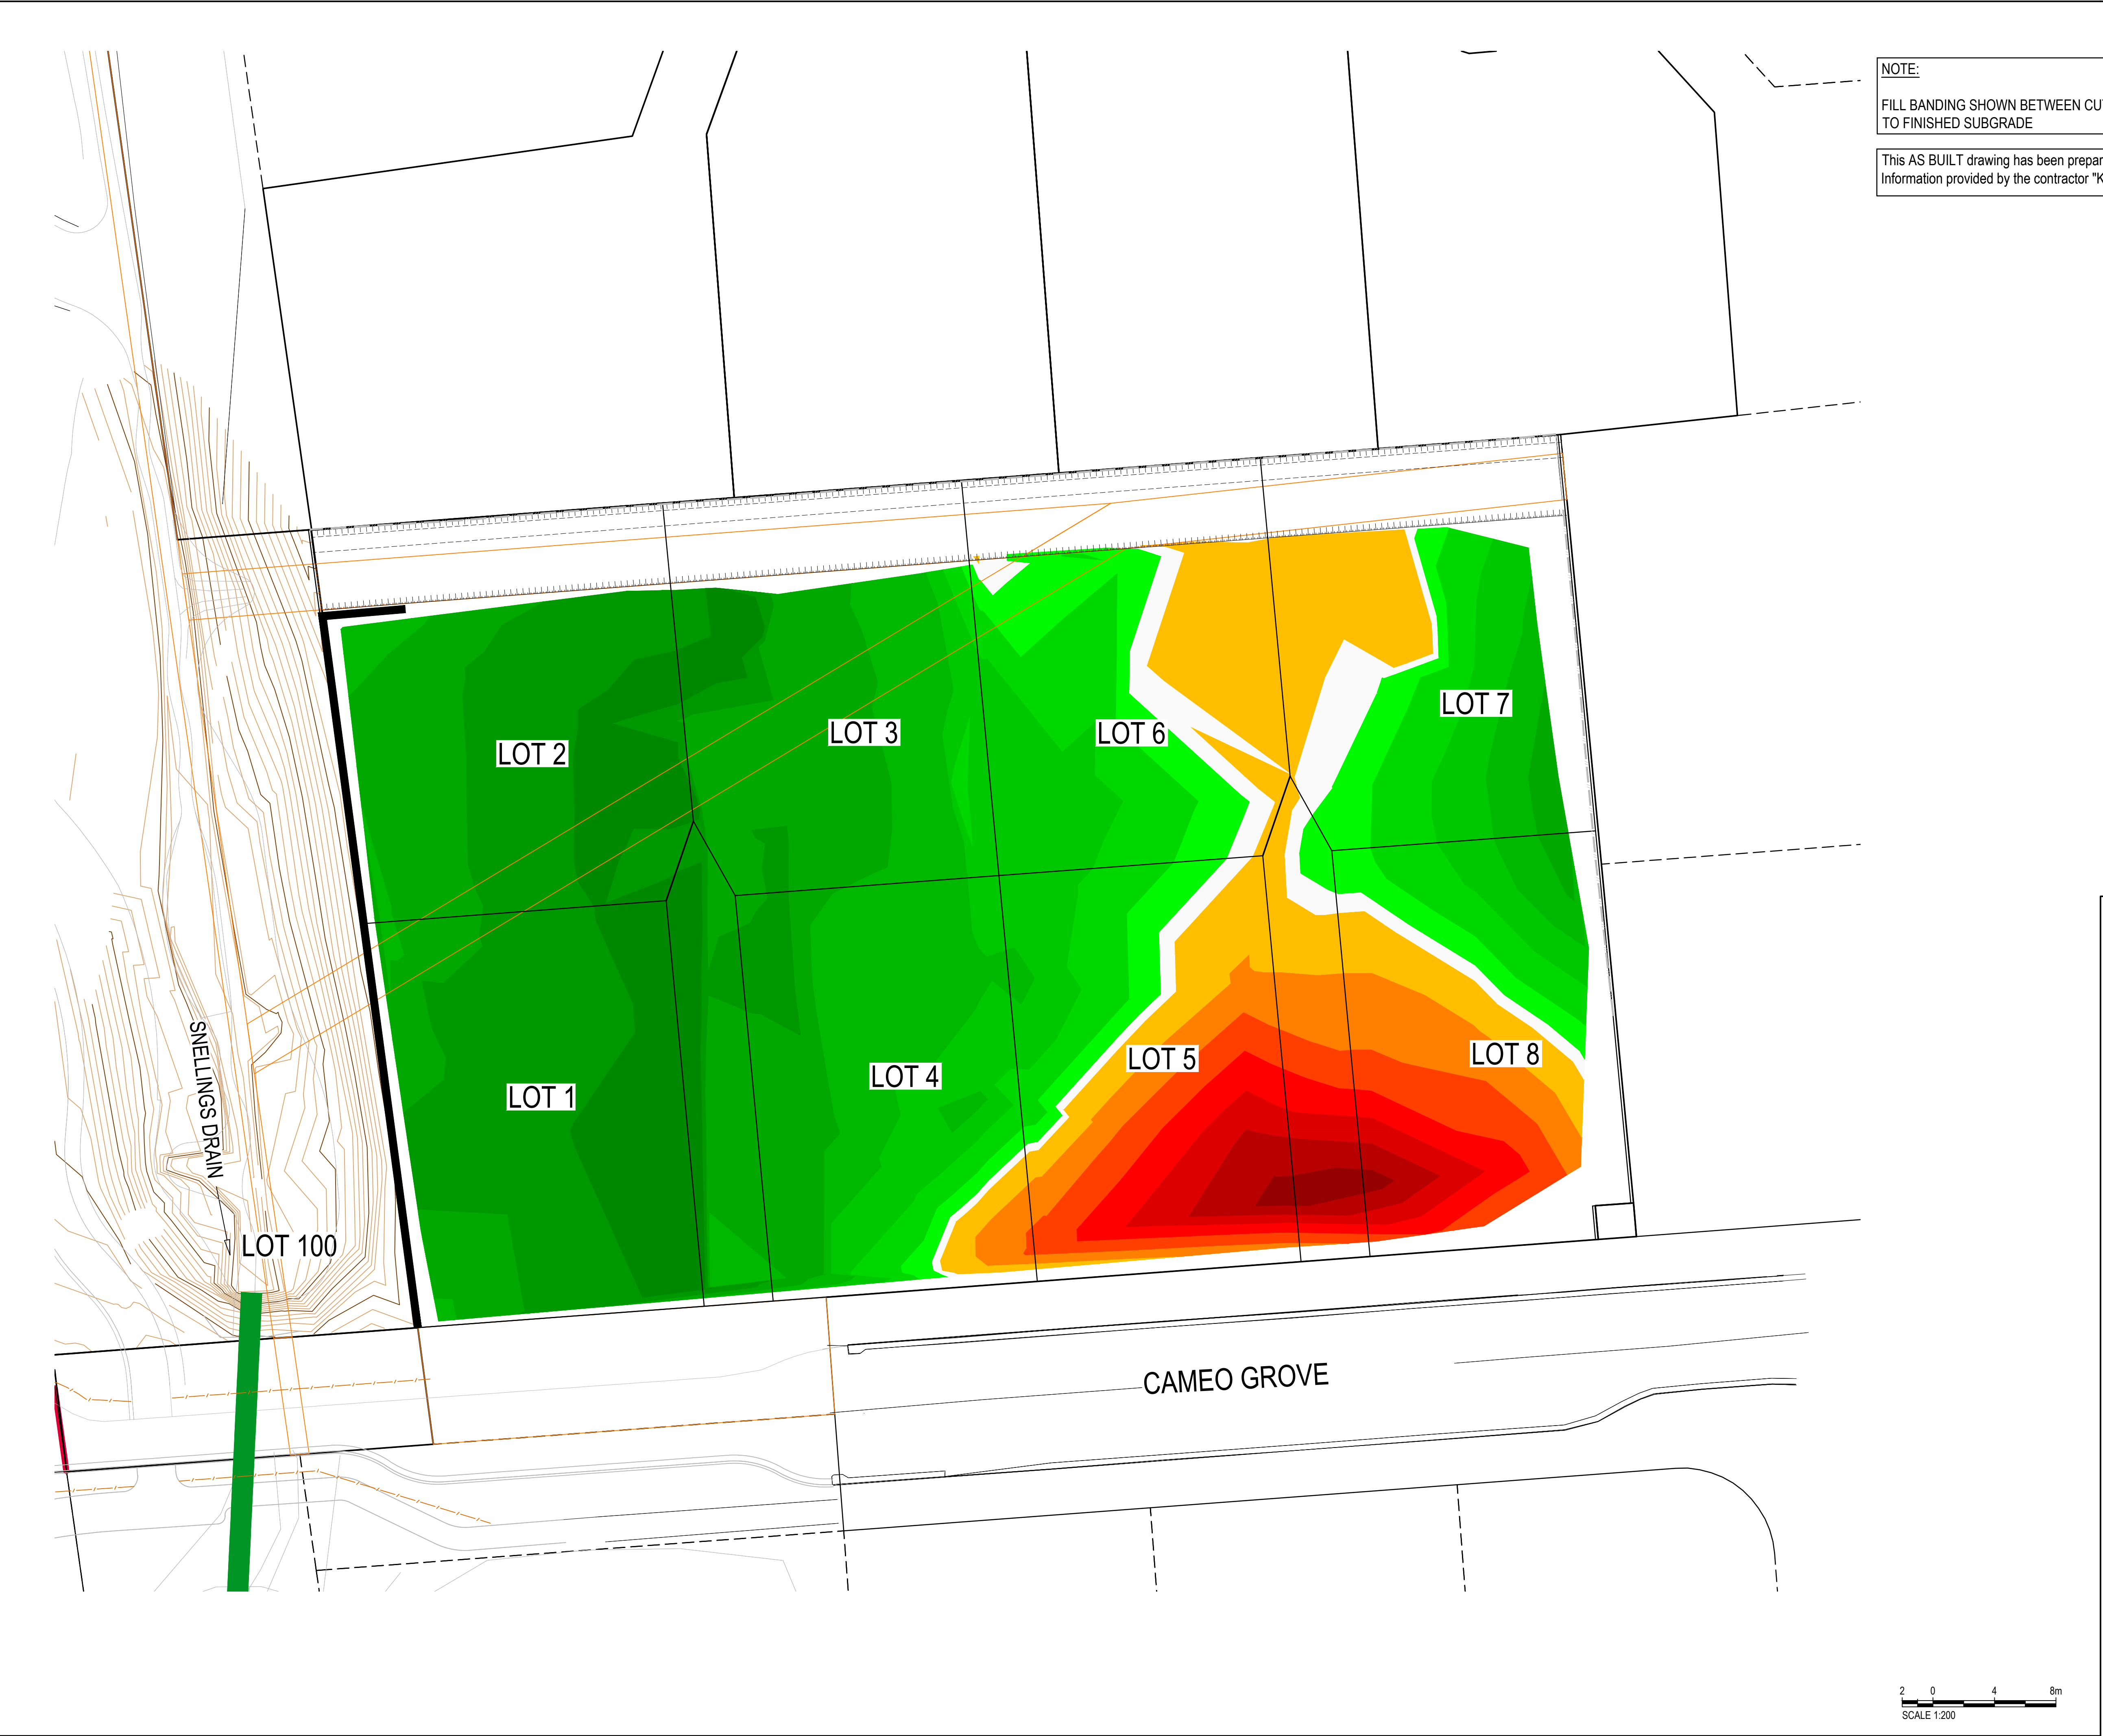 NOTE:
FILL BANDING SHOWN BETWEEN
TO FINISHED SUBGRADE
This AS BUILT drawing has been
Information provided by the contractor
LOT 7
LOT 3
LOT 6
LOT 2
LOT 8
LOT 5
LOT 4
LOT 1
SNELLINGS DRAIN
LOT 100
CAMEO GROVE
2 0 4 8m
SCALE 1:200